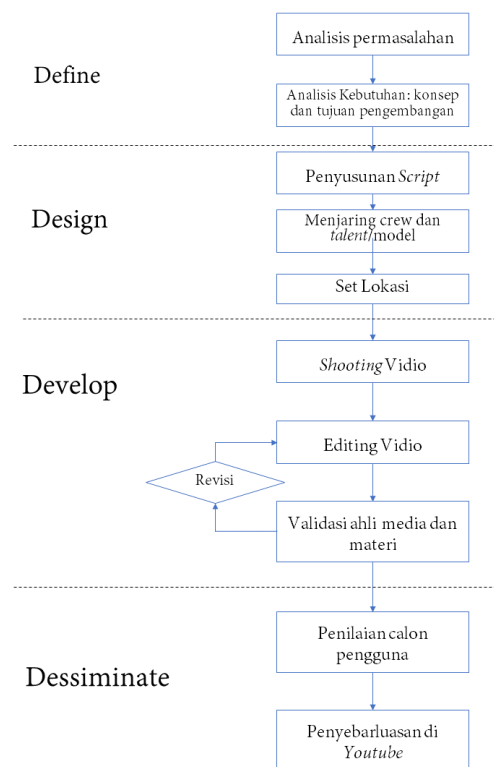 Define
Analisis permasalahan
Analisis Kebutuhan: konsep
dan tujuan pengembangan
Design
Penyusunan Script
Menjaring crew dan
talent/model
Set Lokasi
Develop
Shooting Vidio
Editing Vidio
Revisi
Validasi ahli media dan
materi
Dessiminate
Penilaian calon
pengguna
Penyebarluasan di
Youtube